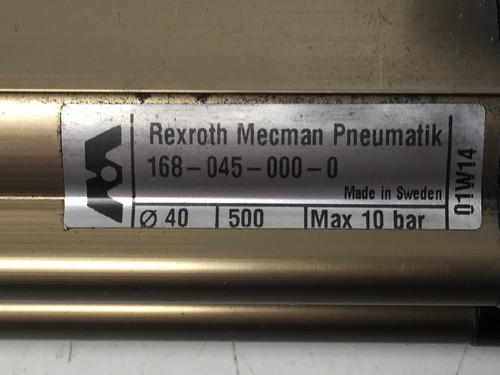 Rexroth Mecman Pneumatik
168-045-000-0
Made in Sweden
Ø 40 500 Max 10 bar
01W14